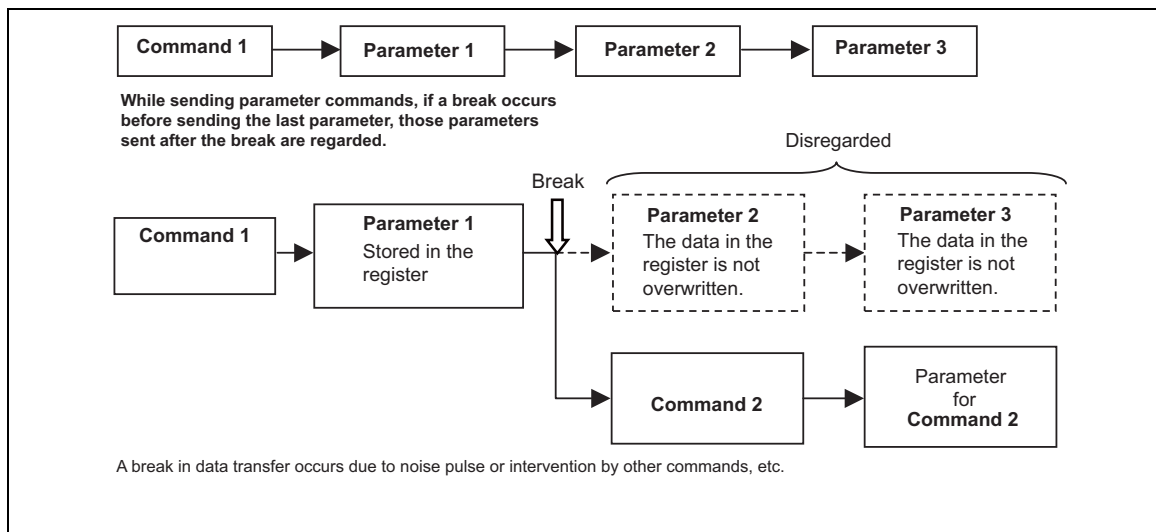 Command 1
Parameter 1
Parameter 2
Parameter 3
While sending parameter commands, if a break occurs
before sending the last parameter, those parameters
sent after the break are regarded.
Disregarded
Break
Command 1
Parameter 1
Stored in the
register
Parameter 2
The data in the
register is not
overwritten.
Parameter 3
The data in the
register is not
overwritten.
Command 2
Parameter
for
Command 2
A break in data transfer occurs due to noise pulse or intervention by other commands, etc.